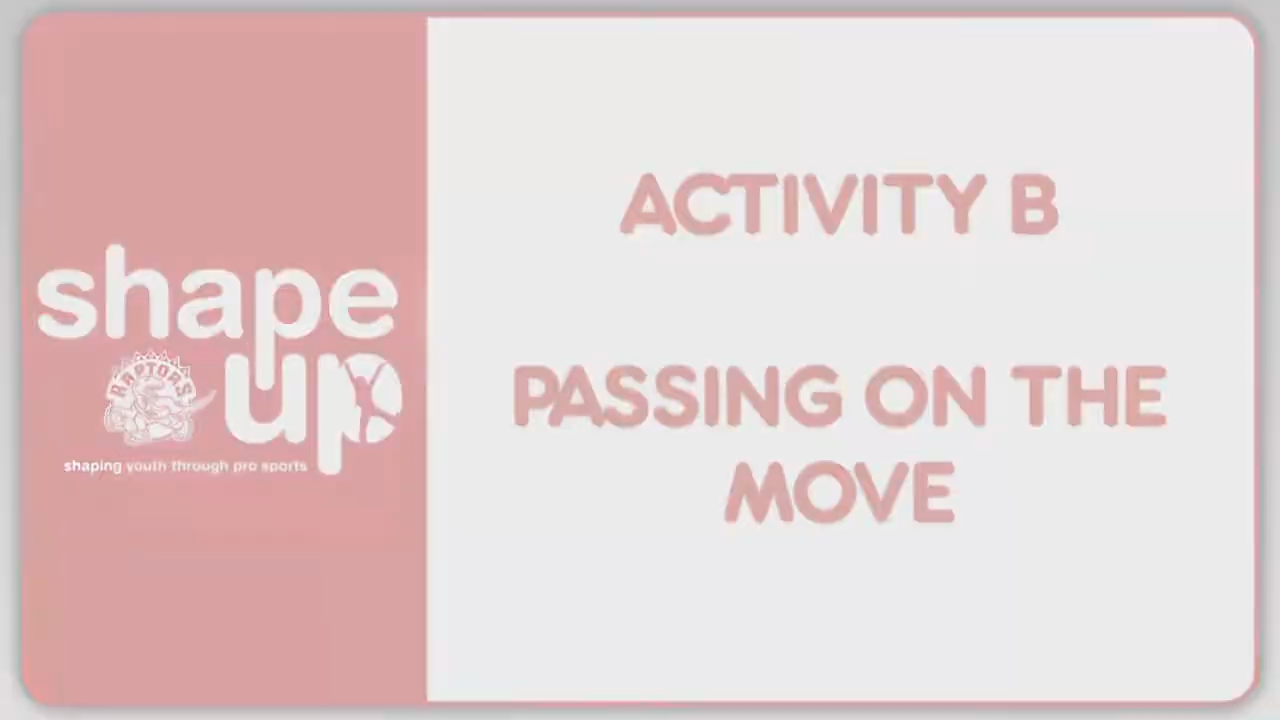 shape
up
RAPTORS
shaping youth through pro sports
ACTIVITY B
PASSING ON THE
MOVE